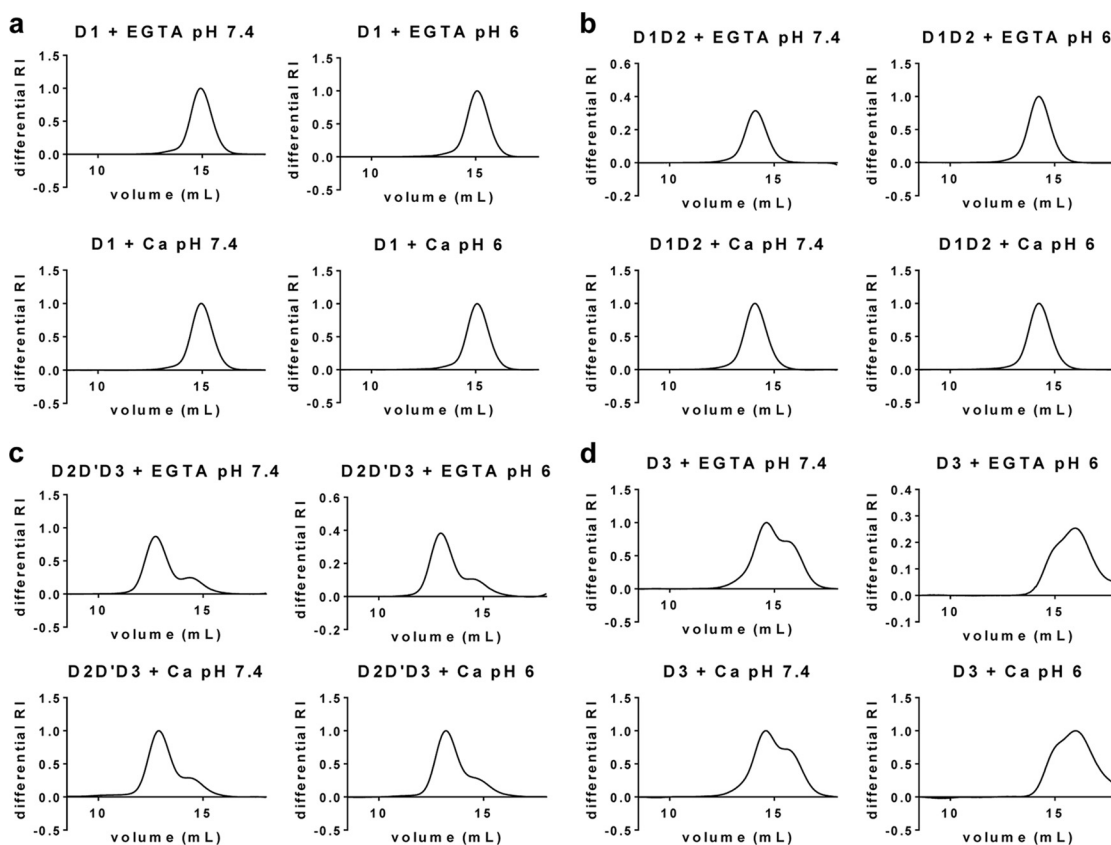 a
D1 + EGTA pH 7.4
differential RI
1.5
1.0
0.5
0.0
-0.5
10
15
volume (mL)
D1 + EGTA pH 6
differential RI
1.5
1.0
0.5
0.0
-0.5
10
15
volume (mL)
D1 + Ca pH 7.4
differential RI
1.5
1.0
0.5
0.0
-0.5
10
15
volume (mL)
D1 + Ca pH 6
differential RI
1.5
1.0
0.5
0.0
-0.5
10
15
volume (mL)
b
D1D2 + EGTA pH 7.4
differential RI
0.6
0.4
0.2
0.0
-0.2
10
15
volume (mL)
D1D2 + EGTA pH 6
differential RI
1.5
1.0
0.5
0.0
-0.5
10
15
volume (mL)
D1D2 + Ca pH 7.4
differential RI
1.5
1.0
0.5
0.0
-0.5
10
15
volume (mL)
D1D2 + Ca pH 6
differential RI
1.5
1.0
0.5
0.0
-0.5
10
15
volume (mL)
c
D2D'D3 + EGTA pH 7.4
differential RI
1.5
1.0
0.5
0.0
-0.5
10
15
volume (mL)
D2D'D3 + EGTA pH 6
differential RI
0.6
0.4
0.2
0.0
-0.2
10
15
volume (mL)
D2D'D3 + Ca pH 7.4
differential RI
1.5
1.0
0.5
0.0
-0.5
10
15
volume (mL)
D2D'D3 + Ca pH 6
differential RI
1.5
1.0
0.5
0.0
-0.5
10
15
volume (mL)
d
D3 + EGTA pH 7.4
differential RI
1.5
1.0
0.5
0.0
-0.5
10
15
volume (mL)
D3 + EGTA pH 6
differential RI
0.4
0.3
0.2
0.1
0.0
-0.1
10
15
volume (mL)
D3 + Ca pH 7.4
differential RI
1.5
1.0
0.5
0.0
-0.5
10
15
volume (mL)
D3 + Ca pH 6
differential RI
1.5
1.0
0.5
0.0
-0.5
10
15
volume (mL)